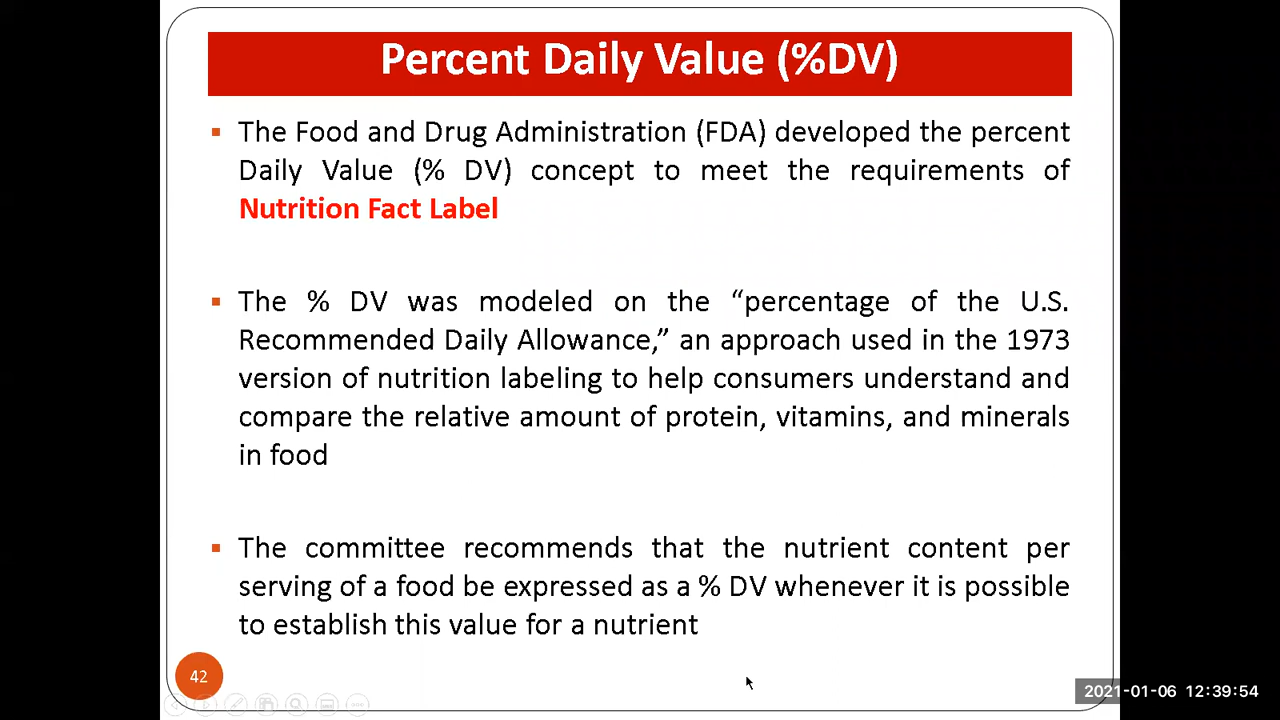 Percent Daily Value (%DV)
The Food and Drug Administration (FDA) developed the percent
Daily Value (% DV) concept to meet the requirements of
Nutrition Fact Label
The % DV was modeled on the “percentage of the U.S.
Recommended Daily Allowance,” an approach used in the 1973
version of nutrition labeling to help consumers understand and
compare the relative amount of protein, vitamins, and minerals
in food
The committee recommends that the nutrient content per
serving of a food be expressed as a % DV whenever it is possible
to establish this value for a nutrient
42
2021-01-06 12:39:54